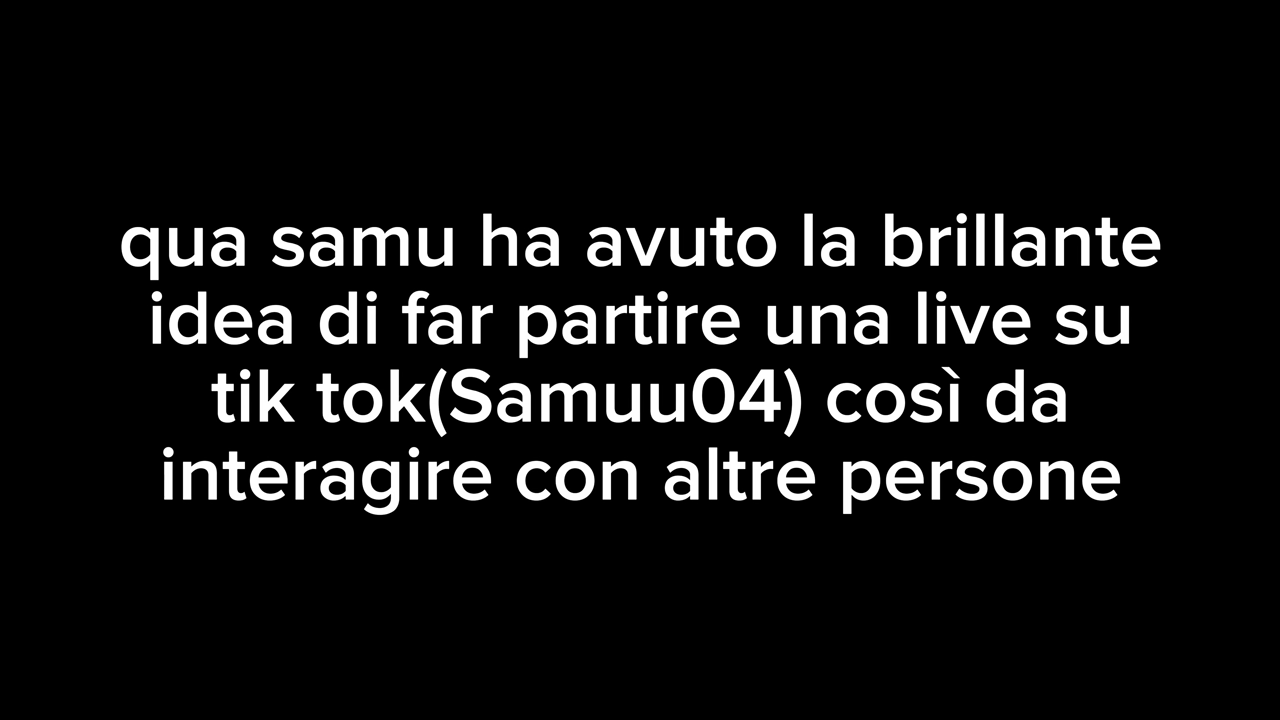 qua samu ha avuto la brillante
idea di far partire una live su
tik tok(Samuu04) così da
interagire con altre persone